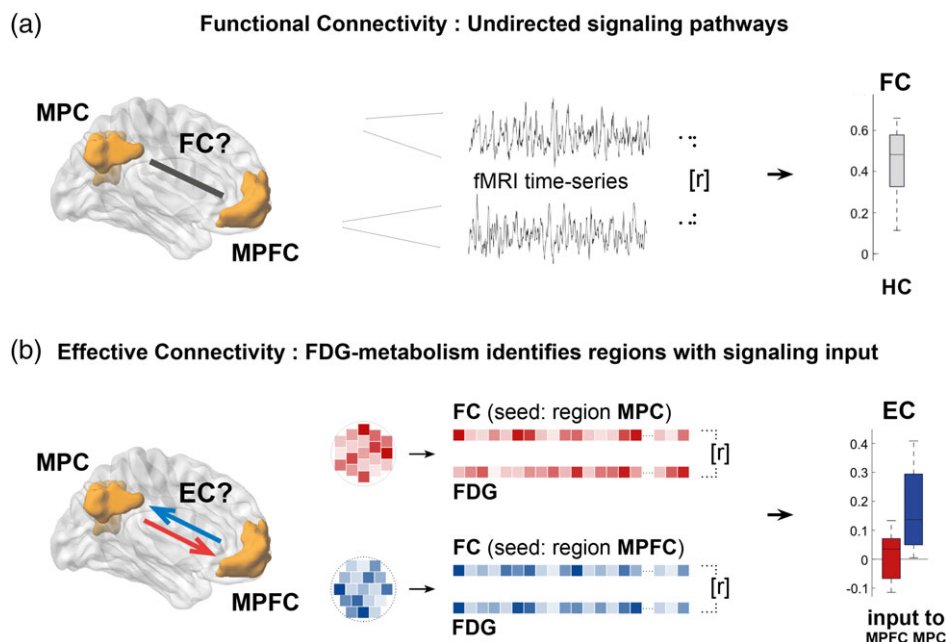 (a) Functional Connectivity : Undirected signaling pathways
MPC
FC?
MPFC
fMRI time-series
[r]
FC
0.6
0.4
0.2
0
HC
(b) Effective Connectivity : FDG-metabolism identifies regions with signaling input
MPC
EC?
MPFC
FC (seed: region MPC)
[r]
FDG
FC (seed: region MPFC)
[r]
FDG
EC
0.4
0.3
0.2
0.1
0
-0.1
input to
MPFC MPC